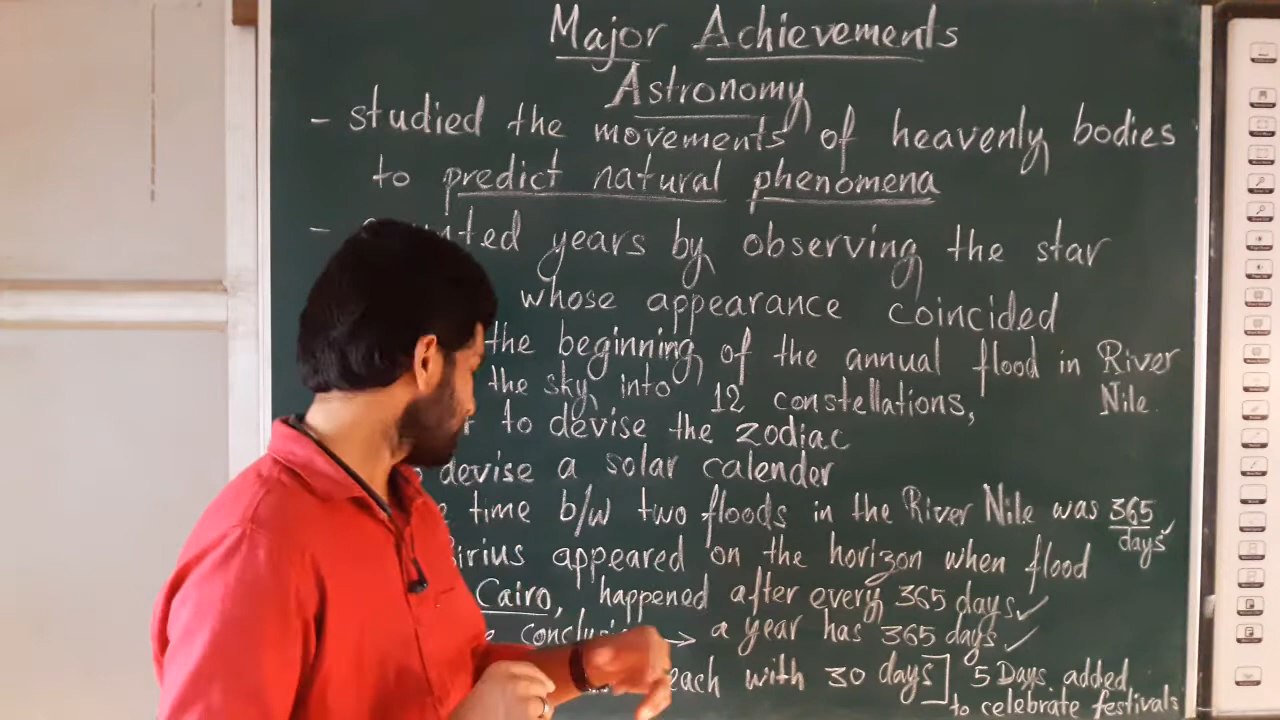 Major Achievements
Astronomy
- studied the movements of heavenly bodies
to predict natural phenomena
- years by observing the star
whose appearance coincided
the beginning of the annual flood in River
Nile.
the sky into 12 constellations,
to devise the zodiac
devise a solar calender
time b/w two floods in the River Nile was 365
days ✓
Sirius appeared on the horizon when flood
Cairo, happened after every 365 days. ✓
→ a year has 365 days. ✓
each with 30 days] 5 Days added
to celebrate festivals